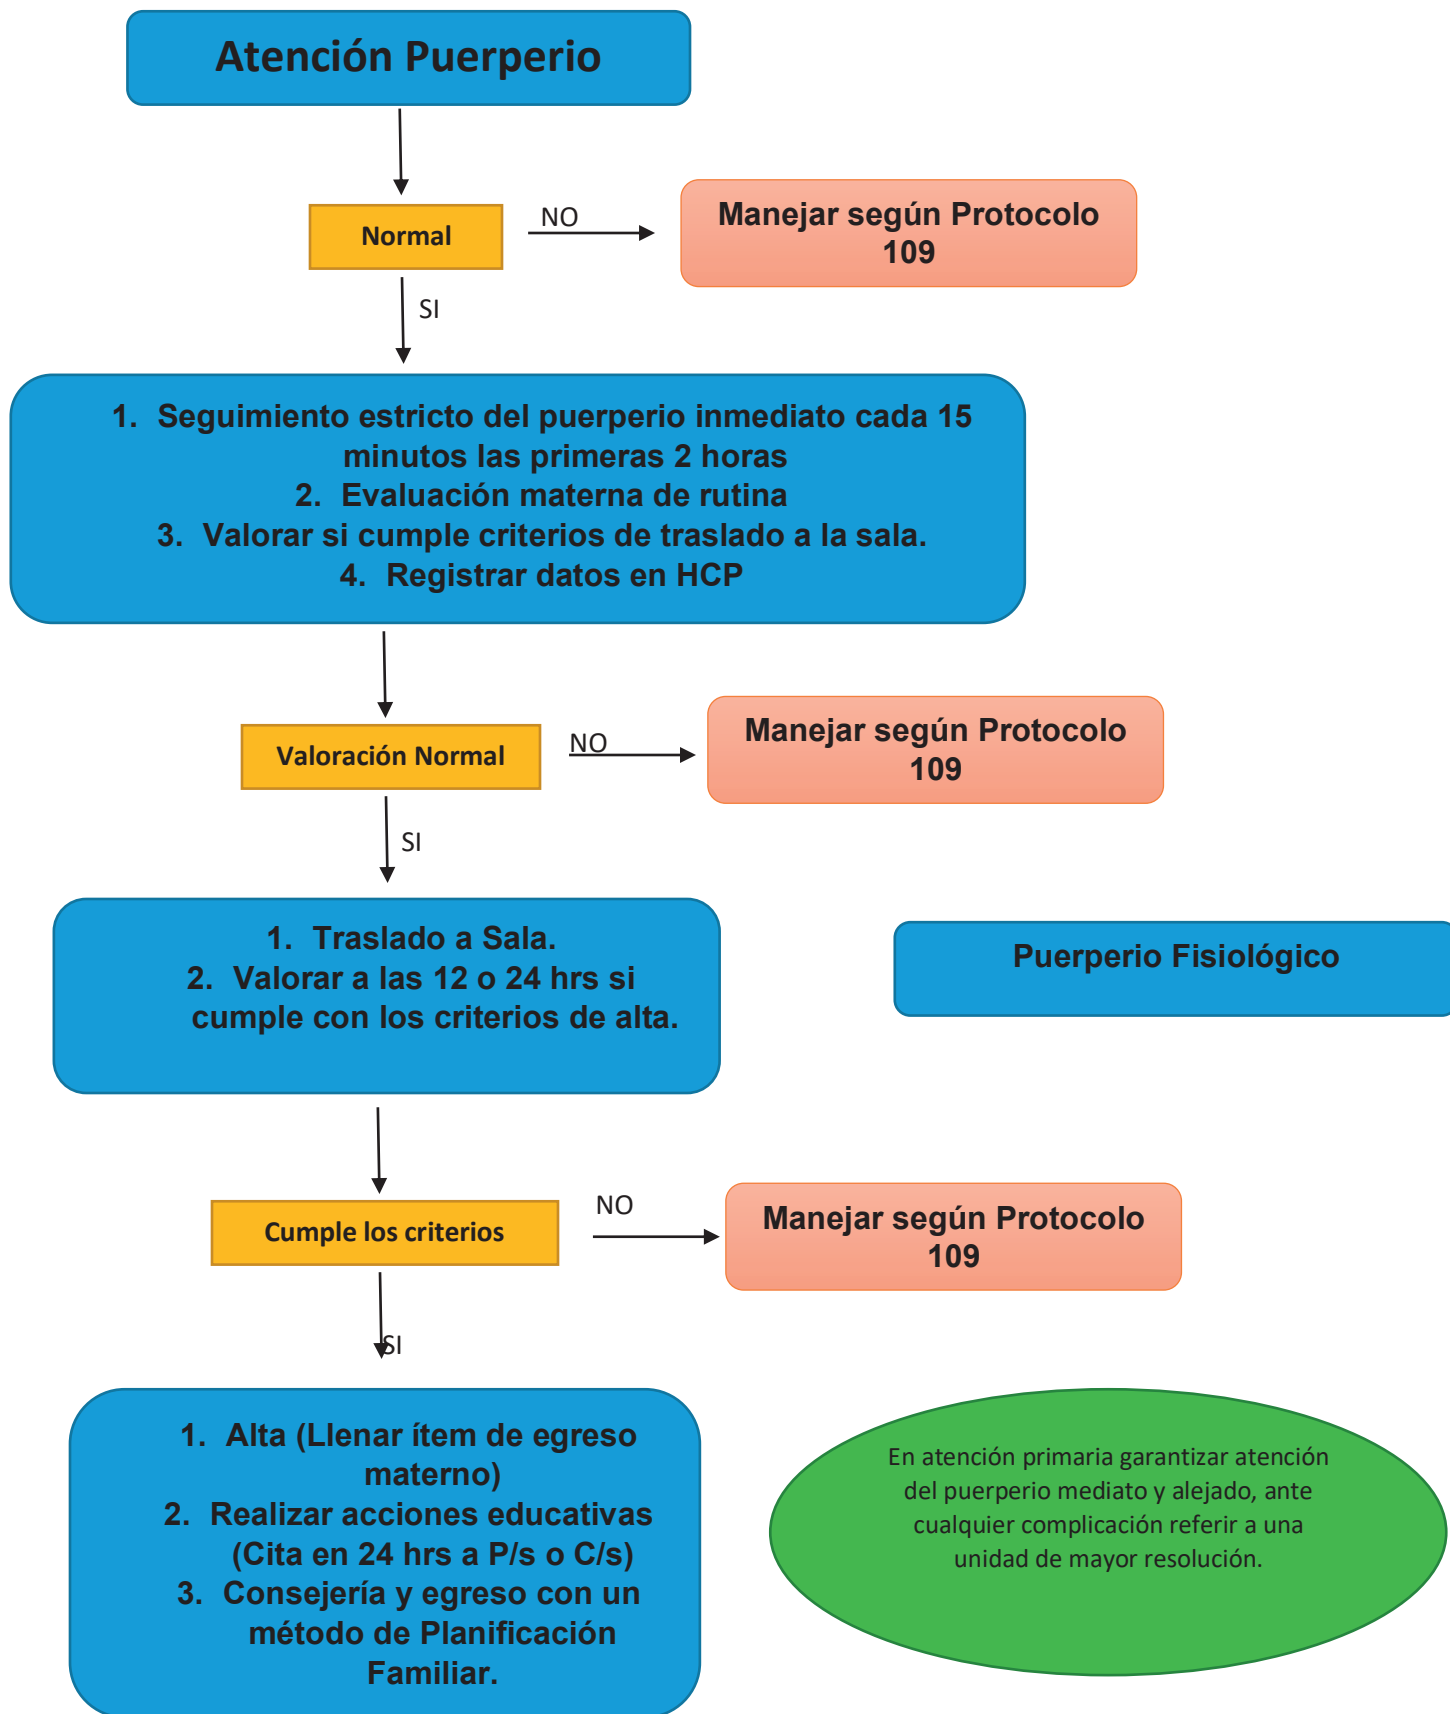 Atención Puerperio
Normal
NO
Manejar según Protocolo
109
SI
1. Seguimiento estricto del puerperio inmediato cada 15
minutos las primeras 2 horas
2. Evaluación materna de rutina
3. Valorar si cumple criterios de traslado a la sala.
4. Registrar datos en HCP
Valoración Normal
NO
Manejar según Protocolo
109
SI
1. Traslado a Sala.
2. Valorar a las 12 o 24 hrs si
cumple con los criterios de alta.
Puerperio Fisiológico
Cumple los criterios
NO
Manejar según Protocolo
109
SI
1. Alta (Llenar ítem de egreso
materno)
2. Realizar acciones educativas
(Cita en 24 hrs a P/s o C/s)
3. Consejería y egreso con un
método de Planificación
Familiar.
En atención primaria garantizar atención
del puerperio mediato y alejado, ante
cualquier complicación referir a una
unidad de mayor resolución.